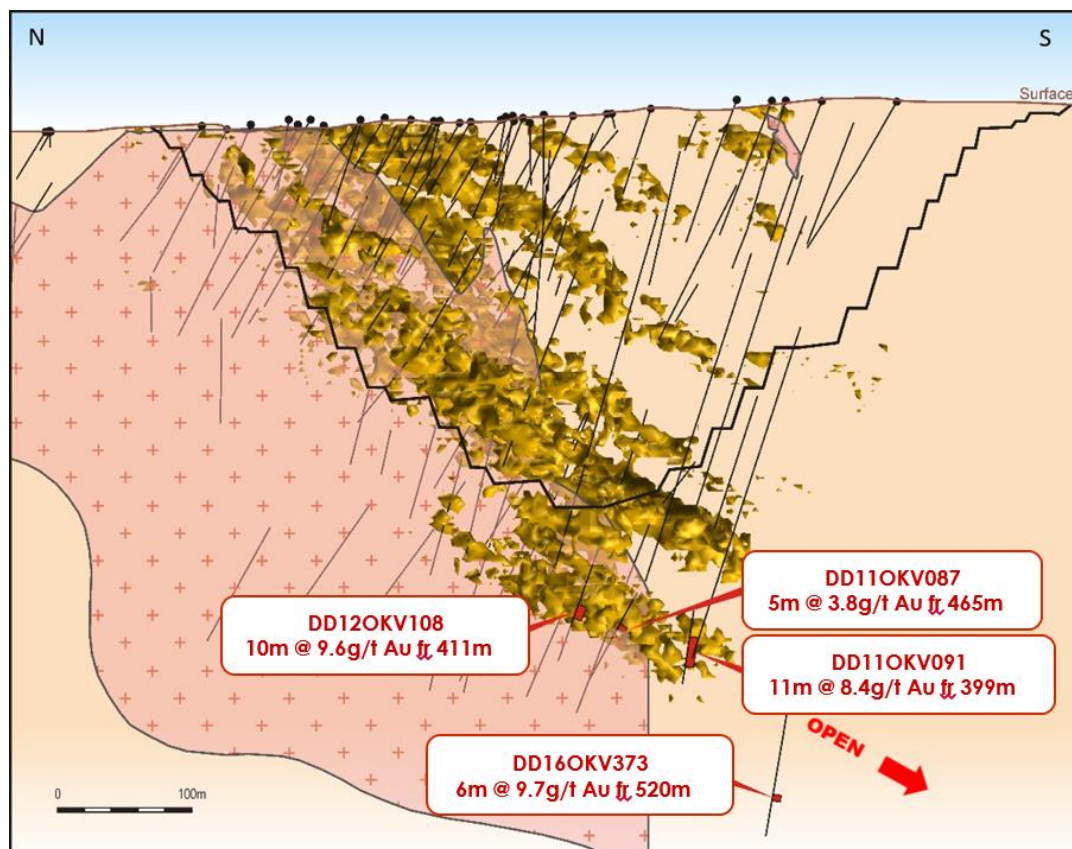 N
S
Surface
DD11OKV087
5m @ 3.8g/t Au fr 465m
DD12OKV108
10m @ 9.6g/t Au fr 411m
DD11OKV091
11m @ 8.4g/t Au fr 399m
OPEN
DD16OKV373
6m @ 9.7g/t Au fr 520m
0 100m